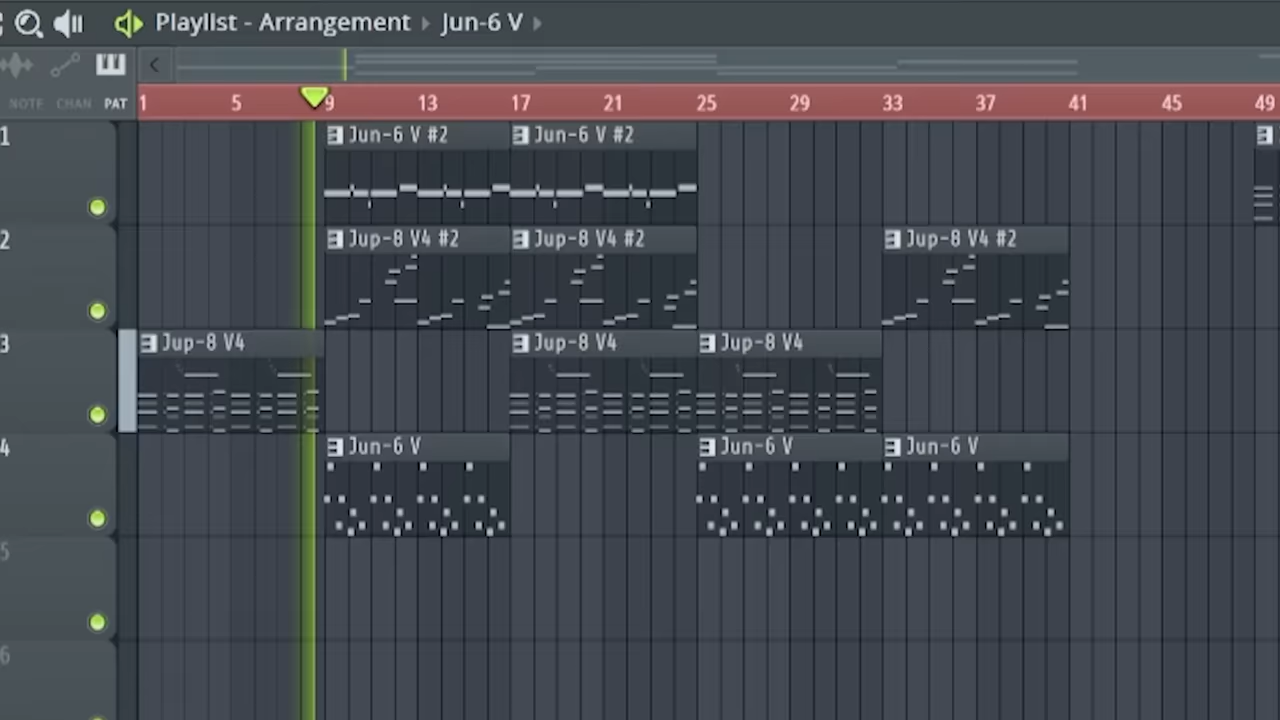 Playlist - Arrangement › Jun-6 V ›
NOTE CHAN PAT
1 5 9 13 17 21 25 29 33 37 41 45 49
1 Jun-6 V #2 Jun-6 V #2
2 Jup-8 V4 #2 Jup-8 V4 #2 Jup-8 V4 #2
3 Jup-8 V4 Jup-8 V4 Jup-8 V4
4 Jun-6 V Jun-6 V Jun-6 V
5
6